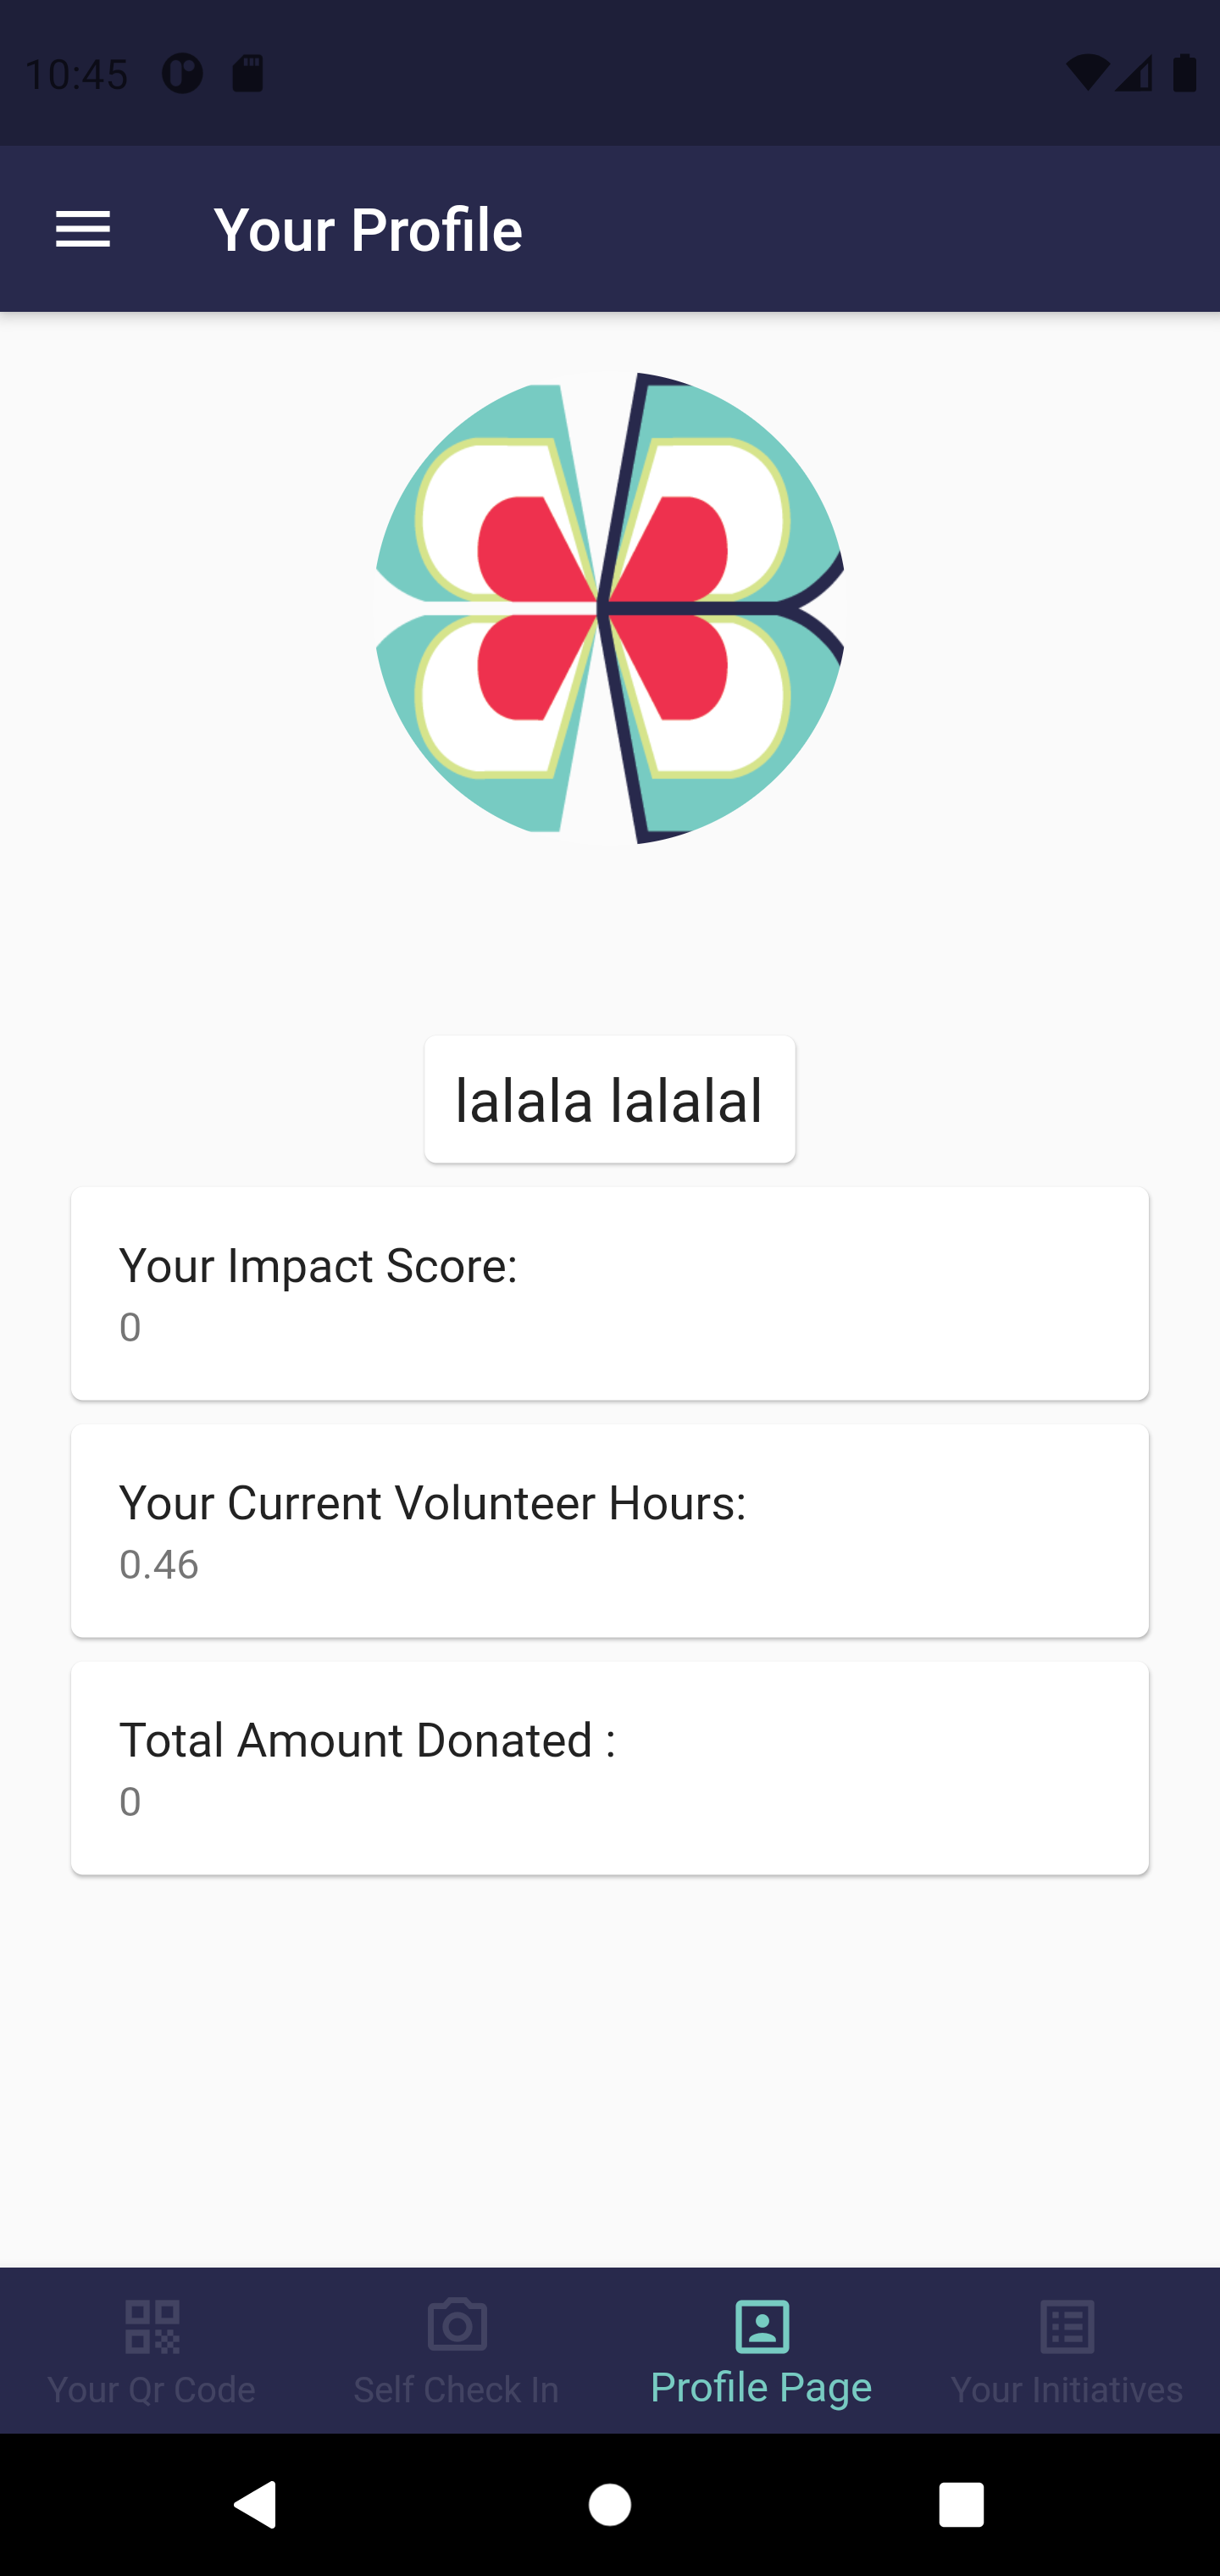 10:45
Your Profile
lalala lalalal
Your Impact Score:
0
Your Current Volunteer Hours:
0.46
Total Amount Donated :
0
Your Qr Code
Self Check In
Profile Page
Your Initiatives